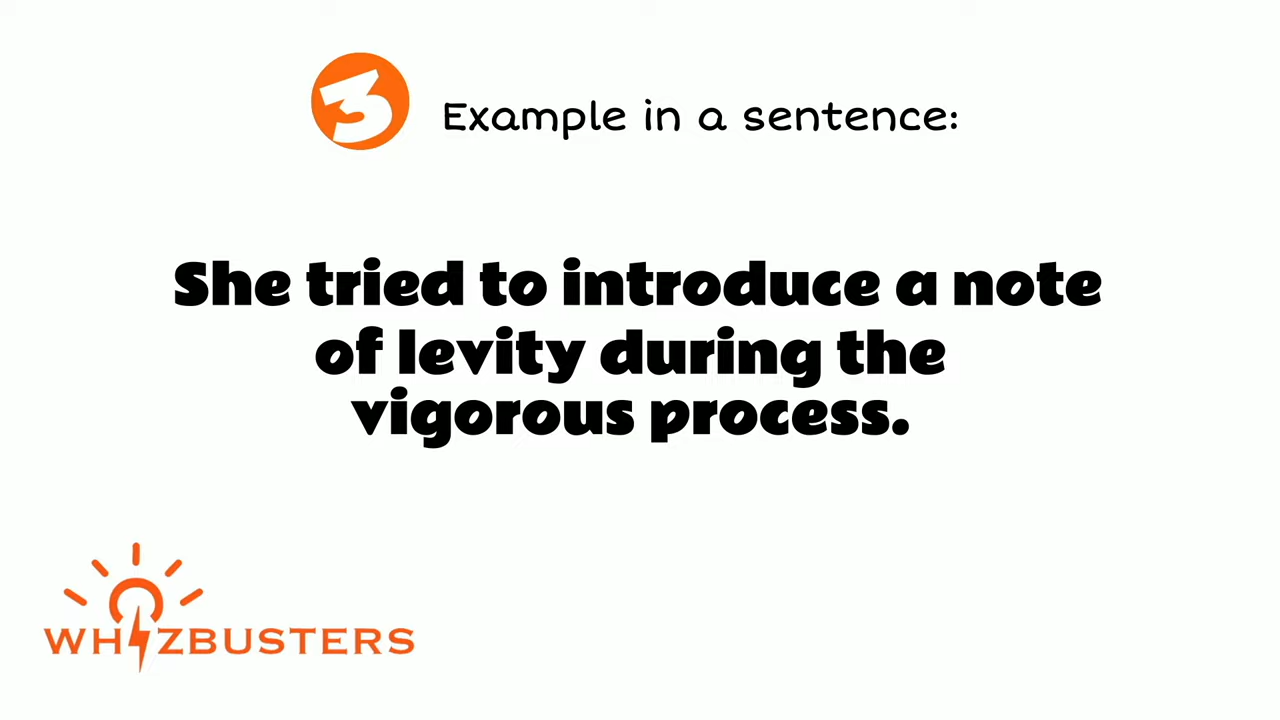 3 Example in a sentence:
She tried to introduce a note
of levity during the
vigorous process.
WHIZBUSTERS